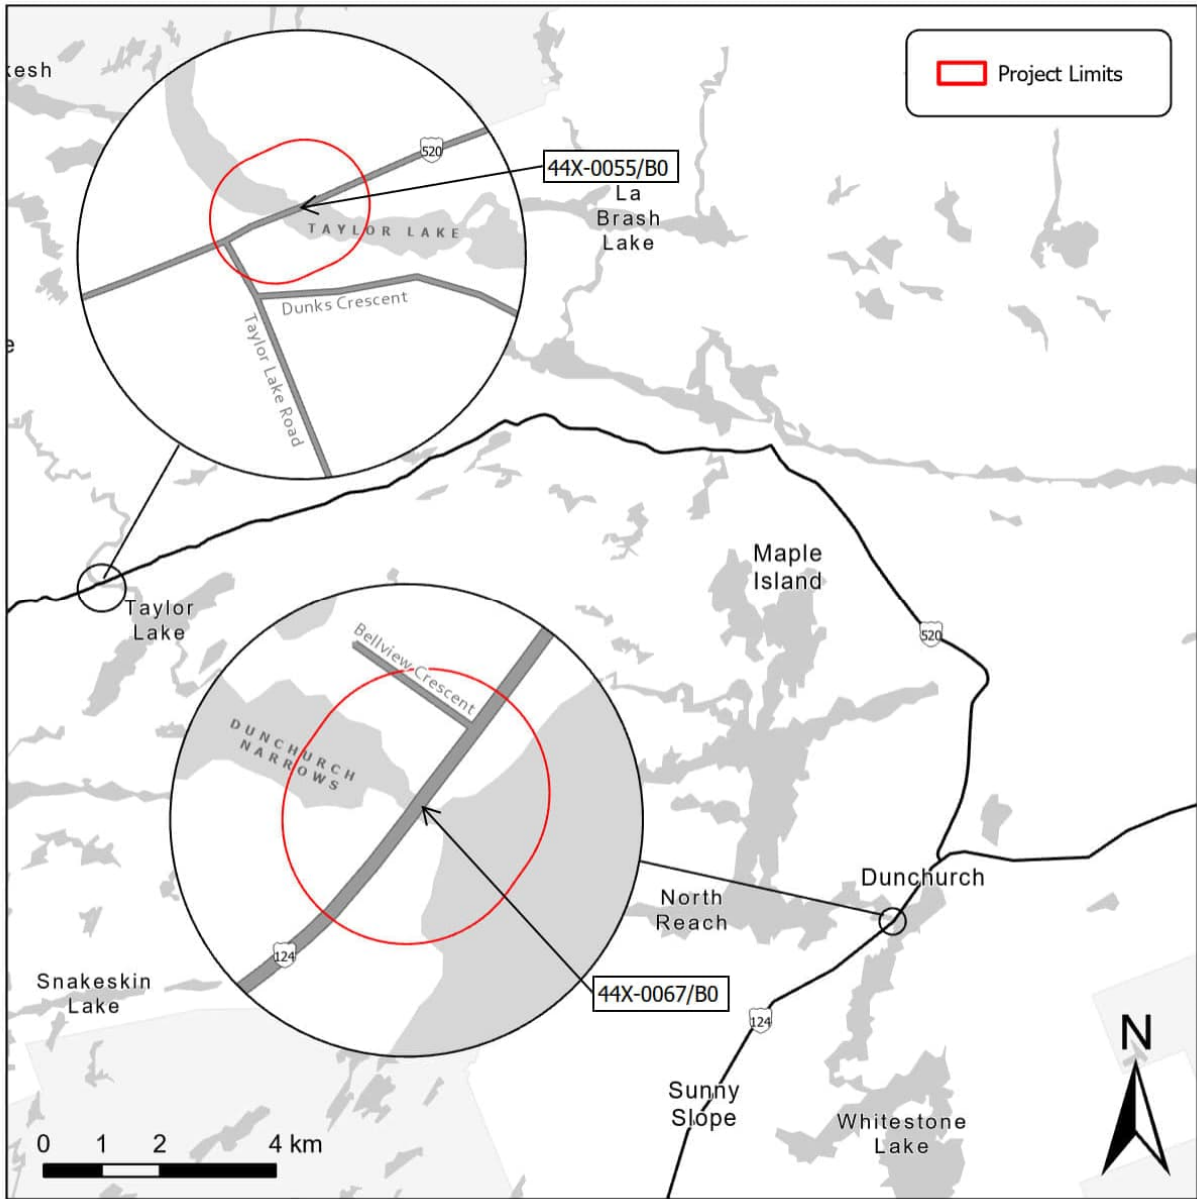 kesh
Project Limits
520
44X-0055/B0
La
Brash
Lake
TAYLOR LAKE
Dunks Crescent
Taylor Lake Road
Maple
Island
Taylor
Lake
520
Bellview Crescent
DUNCHURCH
NARROWS
Dunchurch
North
Reach
124
Snakeskin
Lake
44X-0067/B0
124
N
Sunny
Slope
Whitestone
Lake
0 1 2 4 km